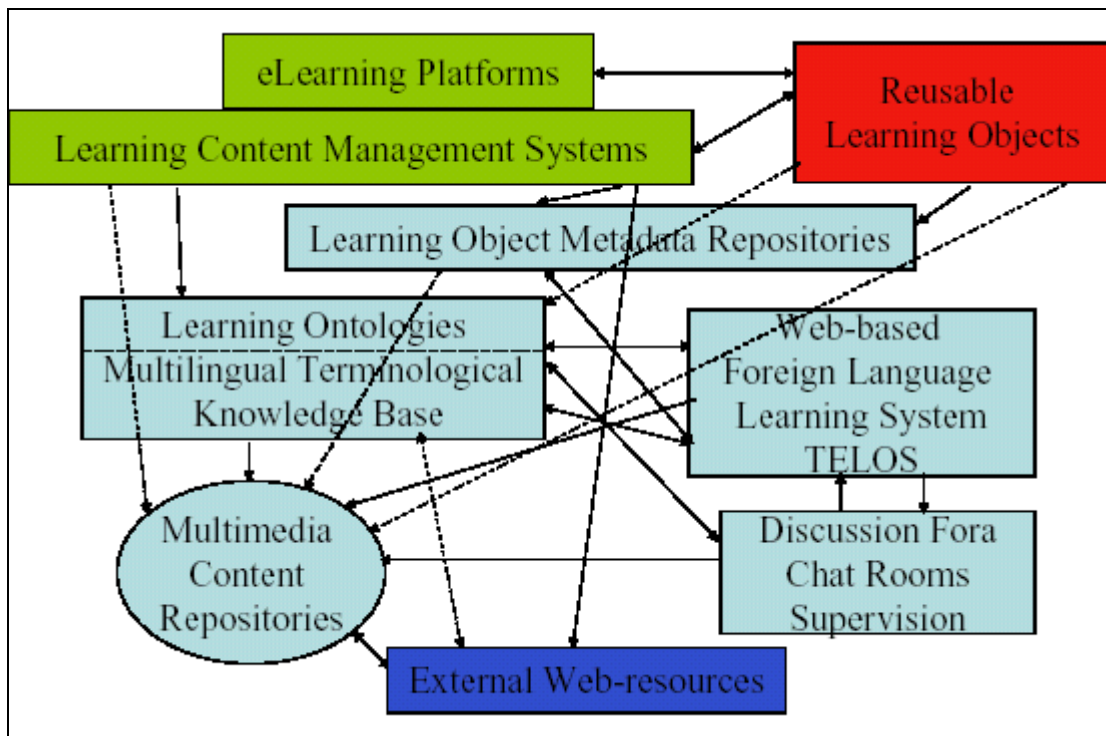 eLearning Platforms
Reusable
Learning Objects
Learning Content Management Systems
Learning Object Metadata Repositories
Learning Ontologies
Multilingual Terminological
Knowledge Base
Web-based
Foreign Language
Learning System
TELOS
Multimedia
Content
Repositories
Discussion Fora
Chat Rooms
Supervision
External Web-resources